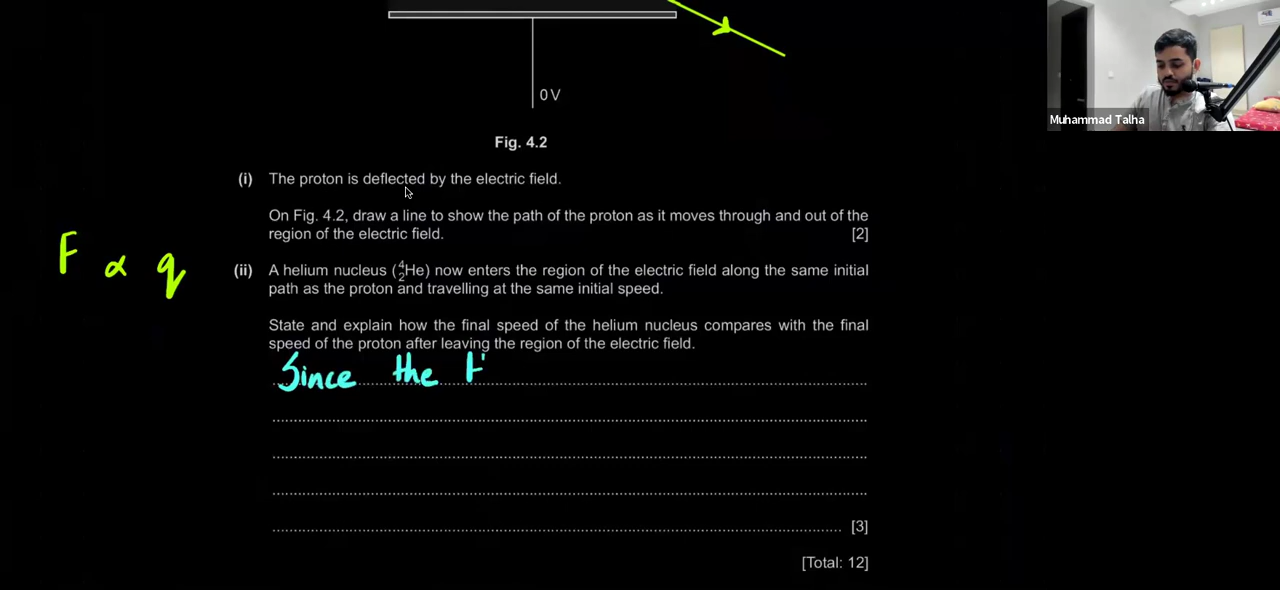 0 V
Muhammad Talha
Fig. 4.2
(i) The proton is deflected by the electric field.
On Fig. 4.2, draw a line to show the path of the proton as it moves through and out of the
region of the electric field. [2]
F ∝ q
(ii) A helium nucleus (⁴₂He) now enters the region of the electric field along the same initial
path as the proton and travelling at the same initial speed.
State and explain how the final speed of the helium nucleus compares with the final
speed of the proton after leaving the region of the electric field.
Since the
[3]
[Total: 12]